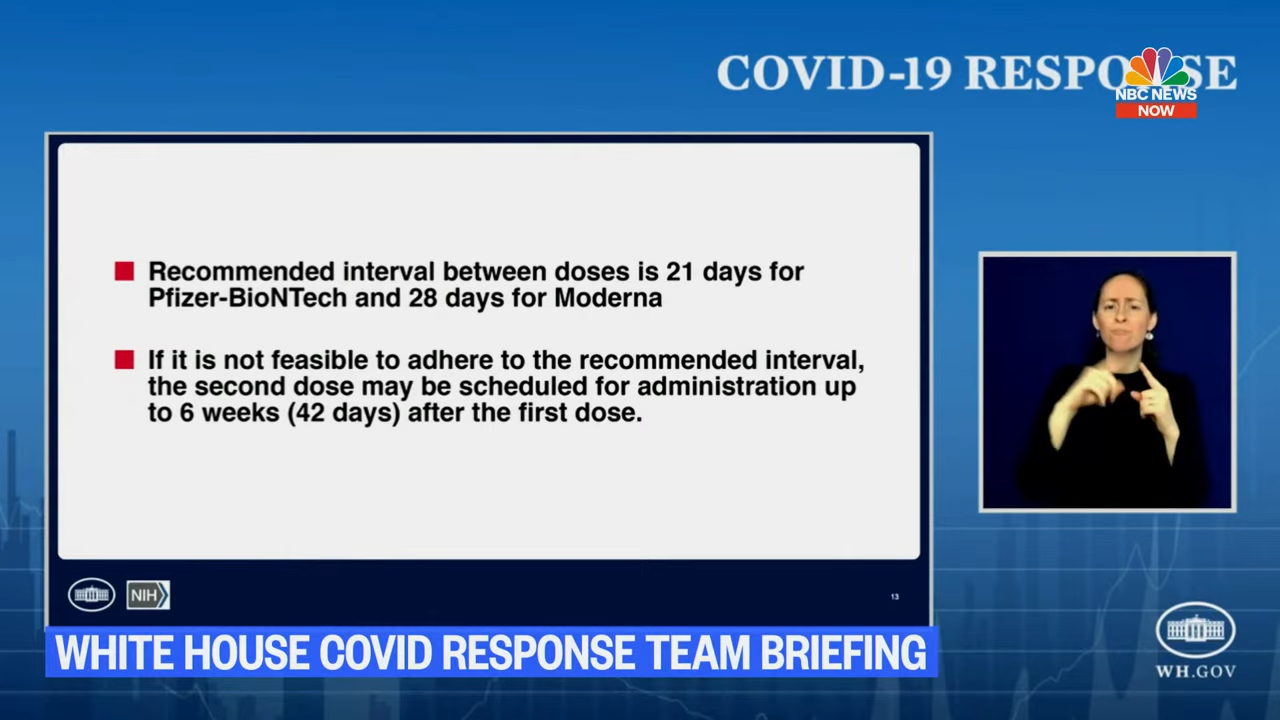 COVID-19 RESPONSE
NBC NEWS
NOW
Recommended interval between doses is 21 days for
Pfizer-BioNTech and 28 days for Moderna
If it is not feasible to adhere to the recommended interval,
the second dose may be scheduled for administration up
to 6 weeks (42 days) after the first dose.
NIH
13
WHITE HOUSE COVID RESPONSE TEAM BRIEFING
WH.GOV